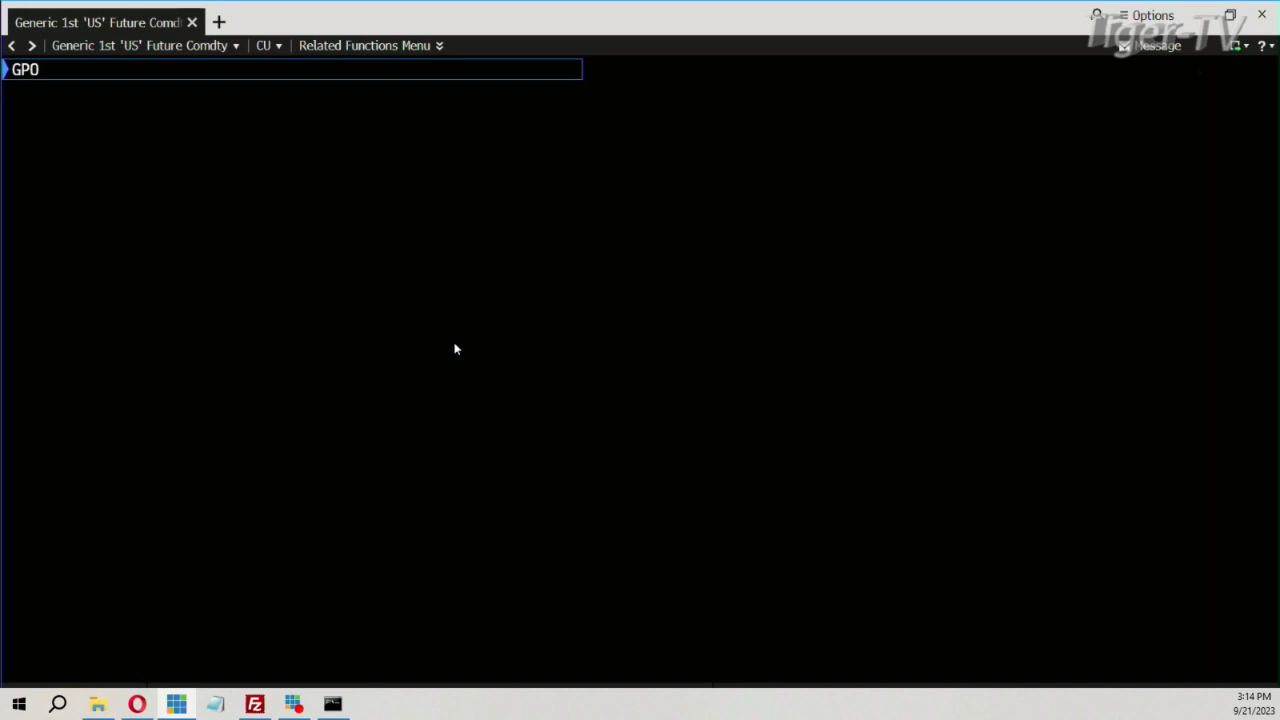 Generic 1st 'US' Future Comd
Options
Generic 1st 'US' Future Comdty
CU
Related Functions Menu
Message
?
Tiger-TV
GPO
3:14 PM
9/21/2023
Fz